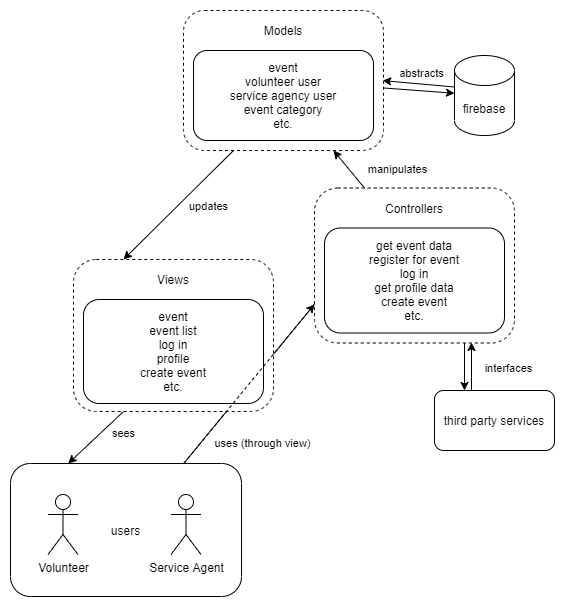 Models
event
volunteer user
service agency user
event category
etc.
abstracts
firebase
manipulates
updates
Controllers
get event data
register for event
log in
get profile data
create event
etc.
Views
event
event list
log in
profile
create event
etc.
interfaces
third party services
sees
uses (through view)
users
Volunteer
Service Agent